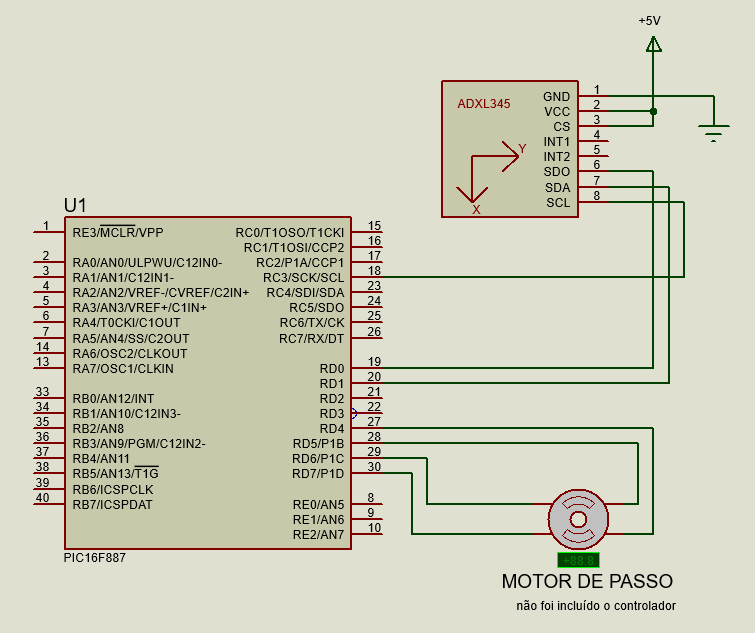 +5V
ADXL345
GND 1
VCC 2
CS 3
INT1 4
INT2 5
SDO 6
SDA 7
SCL 8
Y
X
U1
1 RE3/MCLR/VPP
2 RA0/AN0/ULPWU/C12IN0-
3 RA1/AN1/C12IN1-
4 RA2/AN2/VREF-/CVREF/C2IN+
5 RA3/AN3/VREF+/C1IN+
6 RA4/T0CKI/C1OUT
7 RA5/AN4/SS/C2OUT
14 RA6/OSC2/CLKOUT
13 RA7/OSC1/CLKIN
33 RB0/AN12/INT
34 RB1/AN10/C12IN3-
35 RB2/AN8
36 RB3/AN9/PGM/C12IN2-
37 RB4/AN11
38 RB5/AN13/T1G
39 RB6/ICSPCLK
40 RB7/ICSPDAT
RC0/T1OSO/T1CKI 15
RC1/T1OSI/CCP2 16
RC2/P1A/CCP1 17
RC3/SCK/SCL 18
RC4/SDI/SDA 23
RC5/SDO 24
RC6/TX/CK 25
RC7/RX/DT 26
RD0 19
RD1 20
RD2 21
RD3 22
RD4 27
RD5/P1B 28
RD6/P1C 29
RD7/P1D 30
RE0/AN5 8
RE1/AN6 9
RE2/AN7 10
PIC16F887
+88.8
MOTOR DE PASSO
não foi incluído o controlador